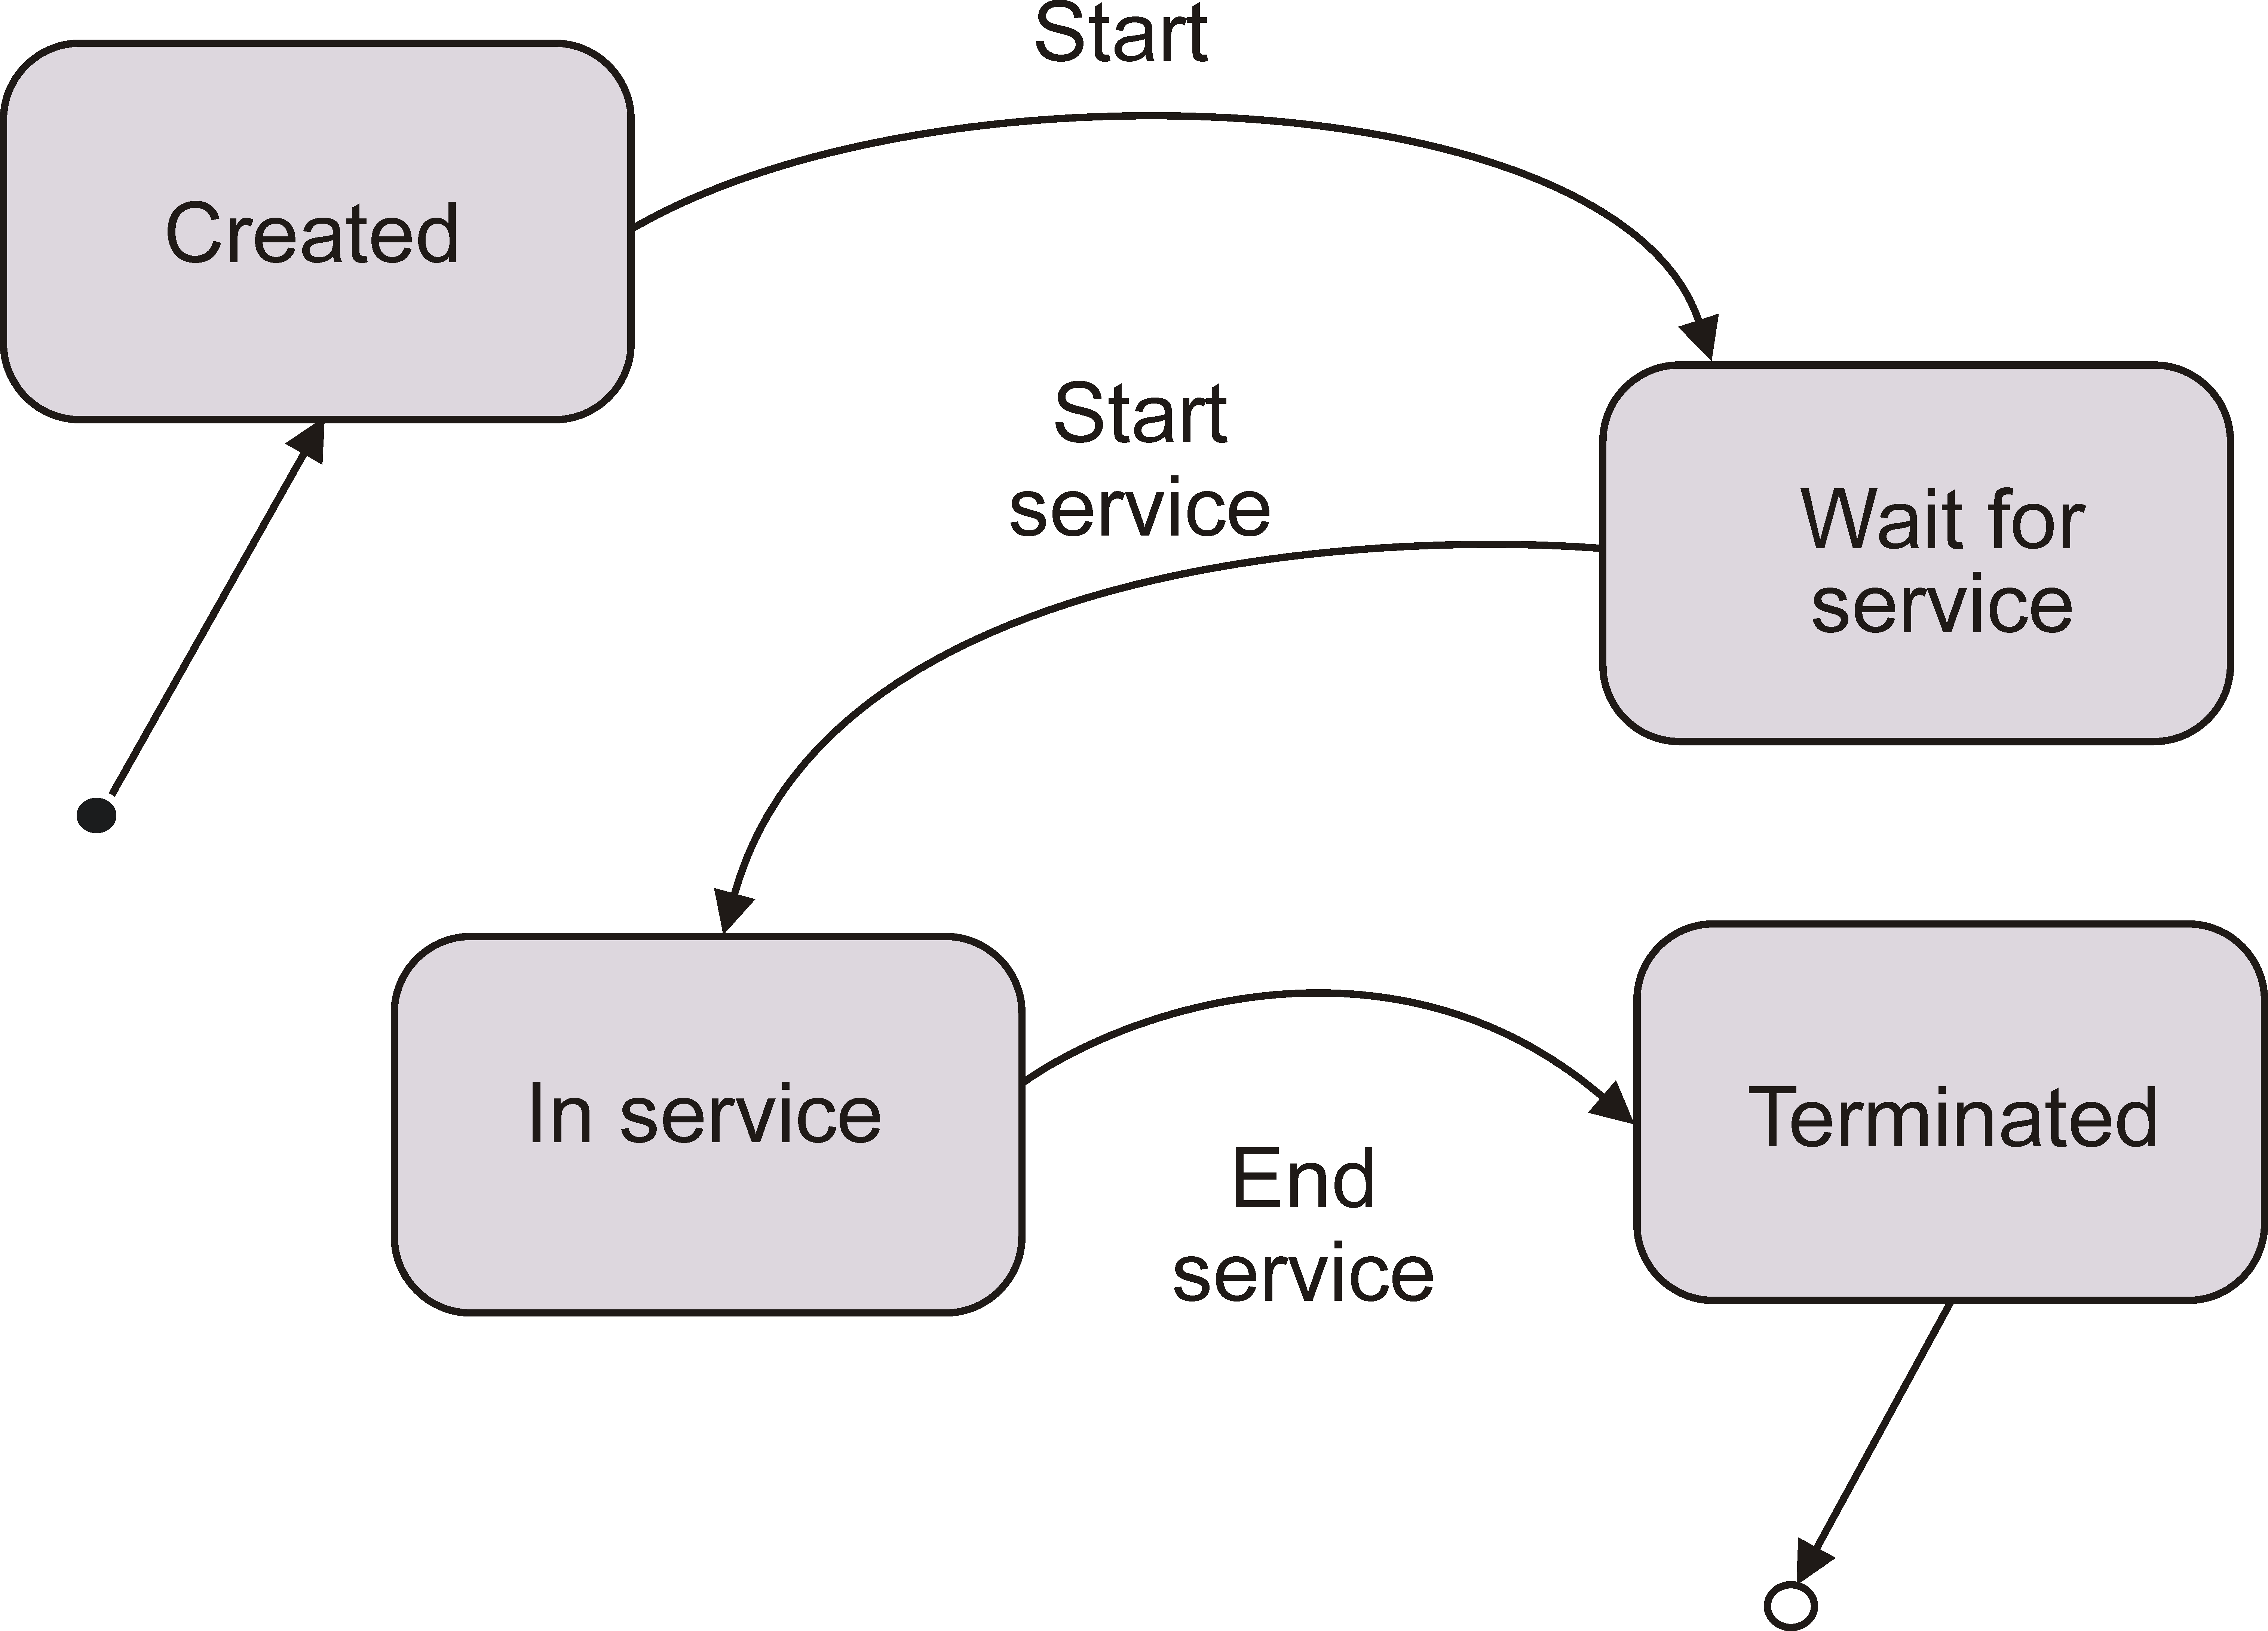 Start
Created
Start
service
Wait for
service
In service
Terminated
End
service